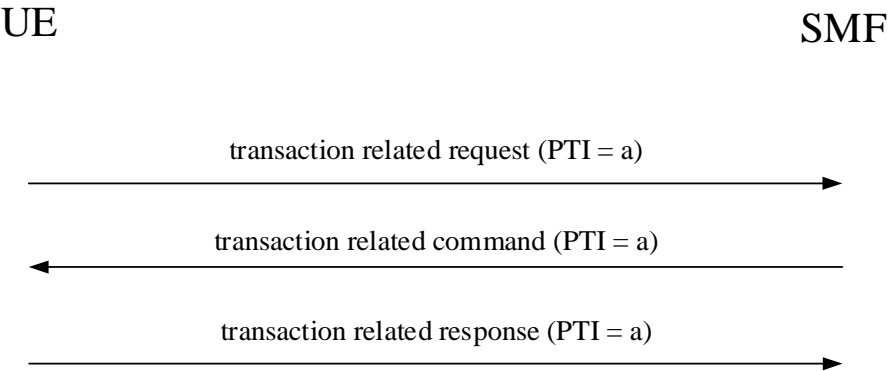 UE
SMF
transaction related request (PTI = a)
transaction related command (PTI = a)
transaction related response (PTI = a)